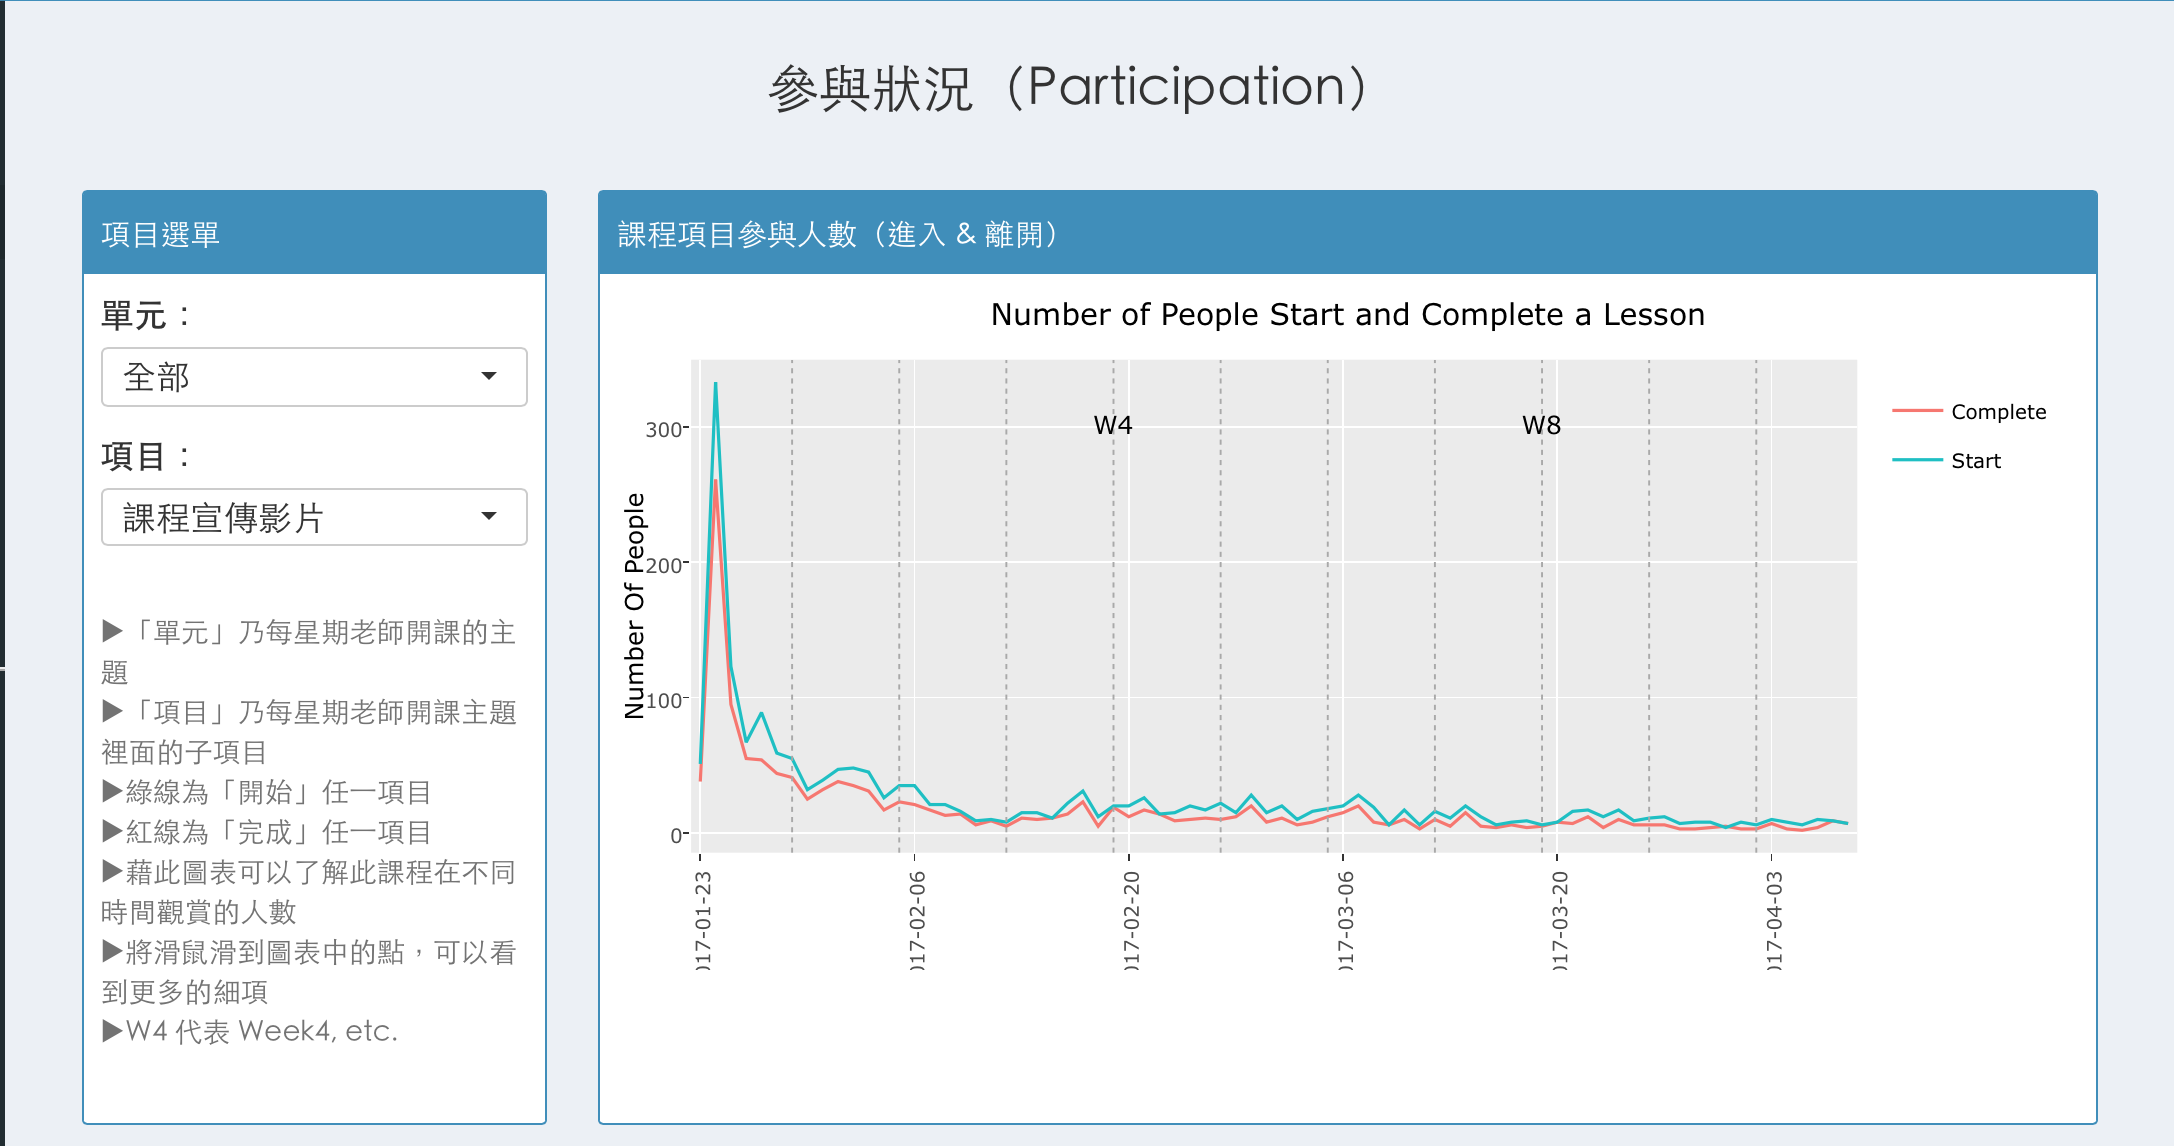 參與狀況（Participation）
項目選單
單元：
全部
項目：
課程宣傳影片
▶「單元」乃每星期老師開課的主
題
▶「項目」乃每星期老師開課主題
裡面的子項目
▶綠線為「開始」任一項目
▶紅線為「完成」任一項目
▶藉此圖表可以了解此課程在不同
時間觀賞的人數
▶將滑鼠滑到圖表中的點，可以看
到更多的細項
▶W4 代表 Week4, etc.
課程項目參與人數（進入 & 離開）
Number of People Start and Complete a Lesson
Number Of People
300
200
100
0
W4
W8
Complete
Start
017-01-23
017-02-06
017-02-20
017-03-06
017-03-20
017-04-03